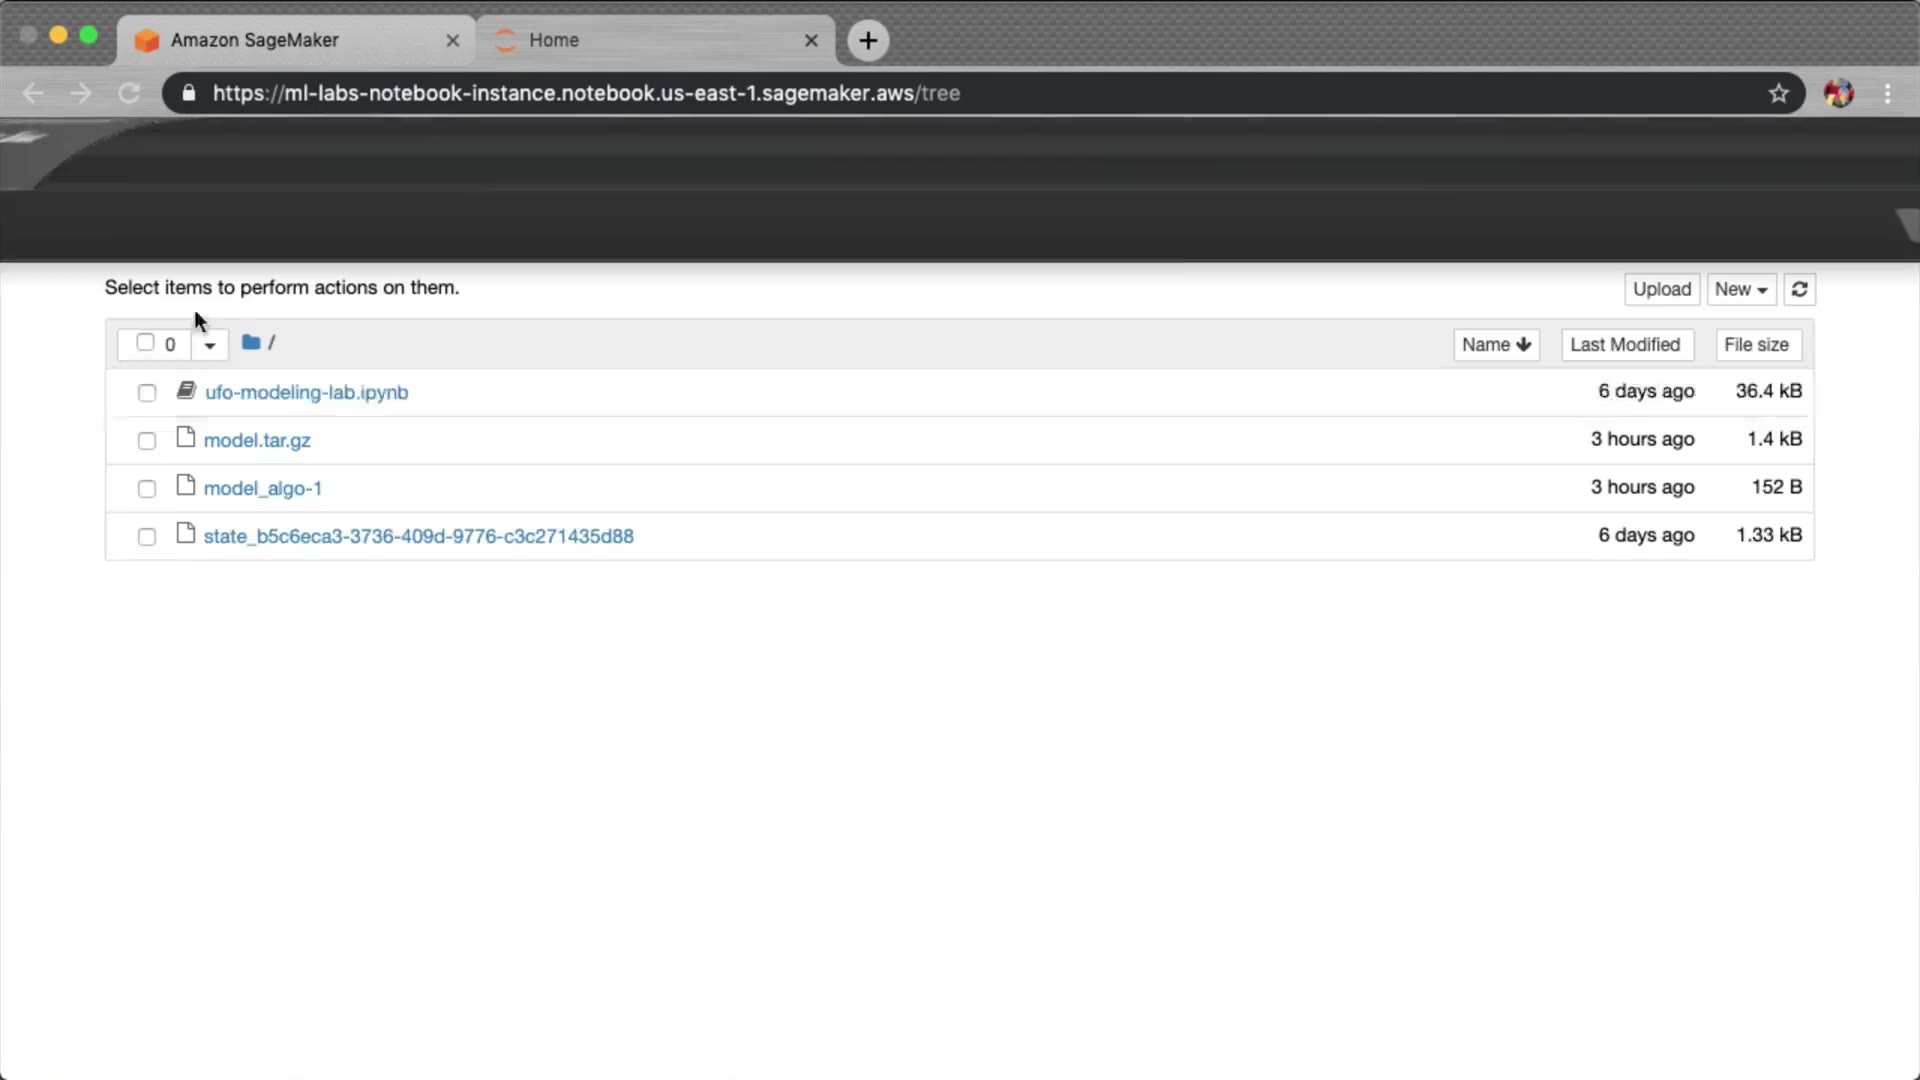 Amazon SageMaker
Home
https://ml-labs-notebook-instance.notebook.us-east-1.sagemaker.aws/tree
Select items to perform actions on them.
Upload New
0 / Name Last Modified File size
ufo-modeling-lab.ipynb 6 days ago 36.4 kB
model.tar.gz 3 hours ago 1.4 kB
model_algo-1 3 hours ago 152 B
state_b5c6eca3-3736-409d-9776-c3c271435d88 6 days ago 1.33 kB